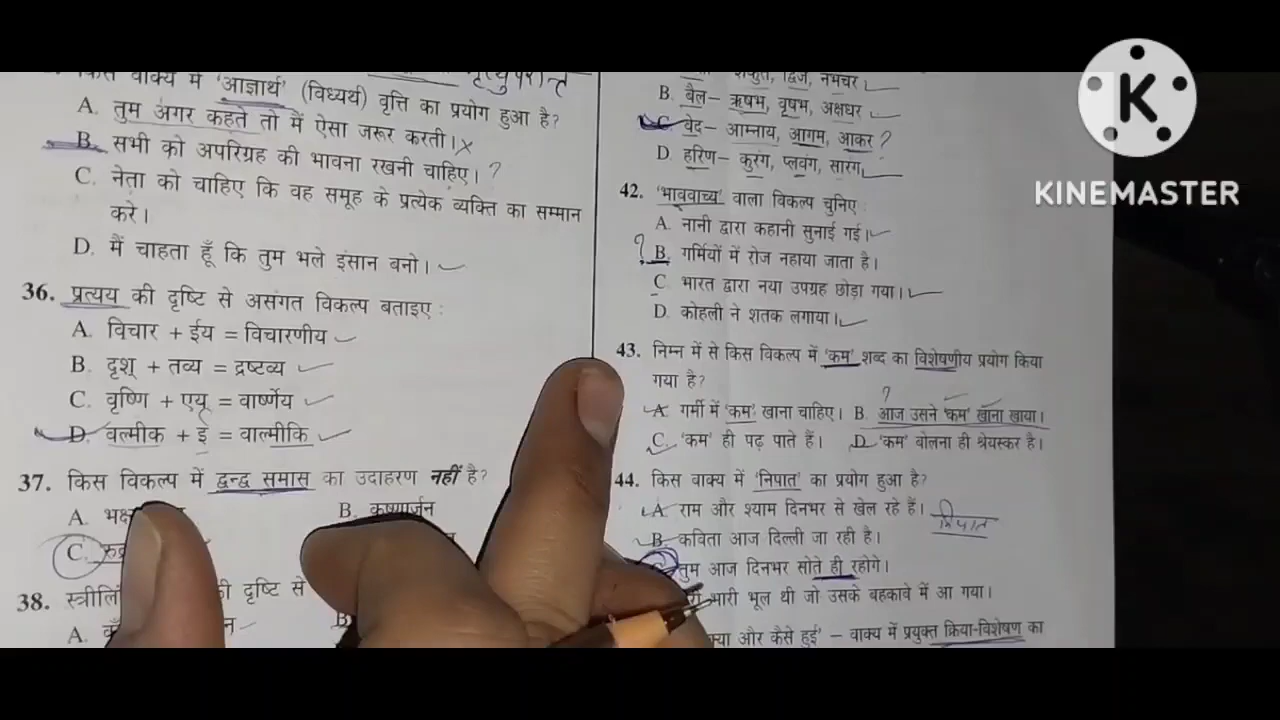 वाक्य में 'आज्ञार्थ' (विध्यर्थ) वृत्ति का प्रयोग हुआ है?
A. तुम अगर कहते तो मैं ऐसा जरूर करती।
B. सभी को अपरिग्रह की भावना रखनी चाहिए। ?
C. नेता को चाहिए कि वह समूह के प्रत्येक व्यक्ति का सम्मान
करे।
D. मैं चाहता हूँ कि तुम भले इंसान बनो।
36. प्रत्यय की दृष्टि से असंगत विकल्प बताइए :
A. विचार + ईय = विचारणीय
B. दृश् + तव्य = द्रष्टव्य
C. वृष्णि + एय् = वार्ष्णेय
D. वल्मीक + इ = वाल्मीकि
37. किस विकल्प में द्वन्द्व समास का उदाहरण नहीं है?
A. B. कृष्णार्जुन
C.
38. की दृष्टि से
A. B
द्विज, नभचर
B. बैल– ऋषभ, वृषभ, अक्षधर
C. वेद– आम्नाय, आगम, आकर ?
D. हरिण– कुरंग, प्लवंग, सारंग
42. 'भाववाच्य' वाला विकल्प चुनिए :
A. नानी द्वारा कहानी सुनाई गई।
? B. गर्मियों में रोज नहाया जाता है।
C. भारत द्वारा नया उपग्रह छोड़ा गया।
D. कोहली ने शतक लगाया।
43. निम्न में से किस विकल्प में 'कम' शब्द का विशेषणीय प्रयोग किया
गया है?
?
A. गर्मी में 'कम' खाना चाहिए। B. आज उसने 'कम' खाना खाया।
C. 'कम' ही पढ़ पाते हैं। D. 'कम' बोलना ही श्रेयस्कर है।
44. किस वाक्य में 'निपात' का प्रयोग हुआ है?
A. राम और श्याम दिनभर से खेल रहे हैं। निपात
B. कविता आज दिल्ली जा रही है।
तुम आज दिनभर सोते ही रहोगे।
भारी भूल थी जो उसके बहकावे में आ गया।
क्या और कैसे हुई' – वाक्य में प्रयुक्त क्रिया-विशेषण का
K
KINEMASTER